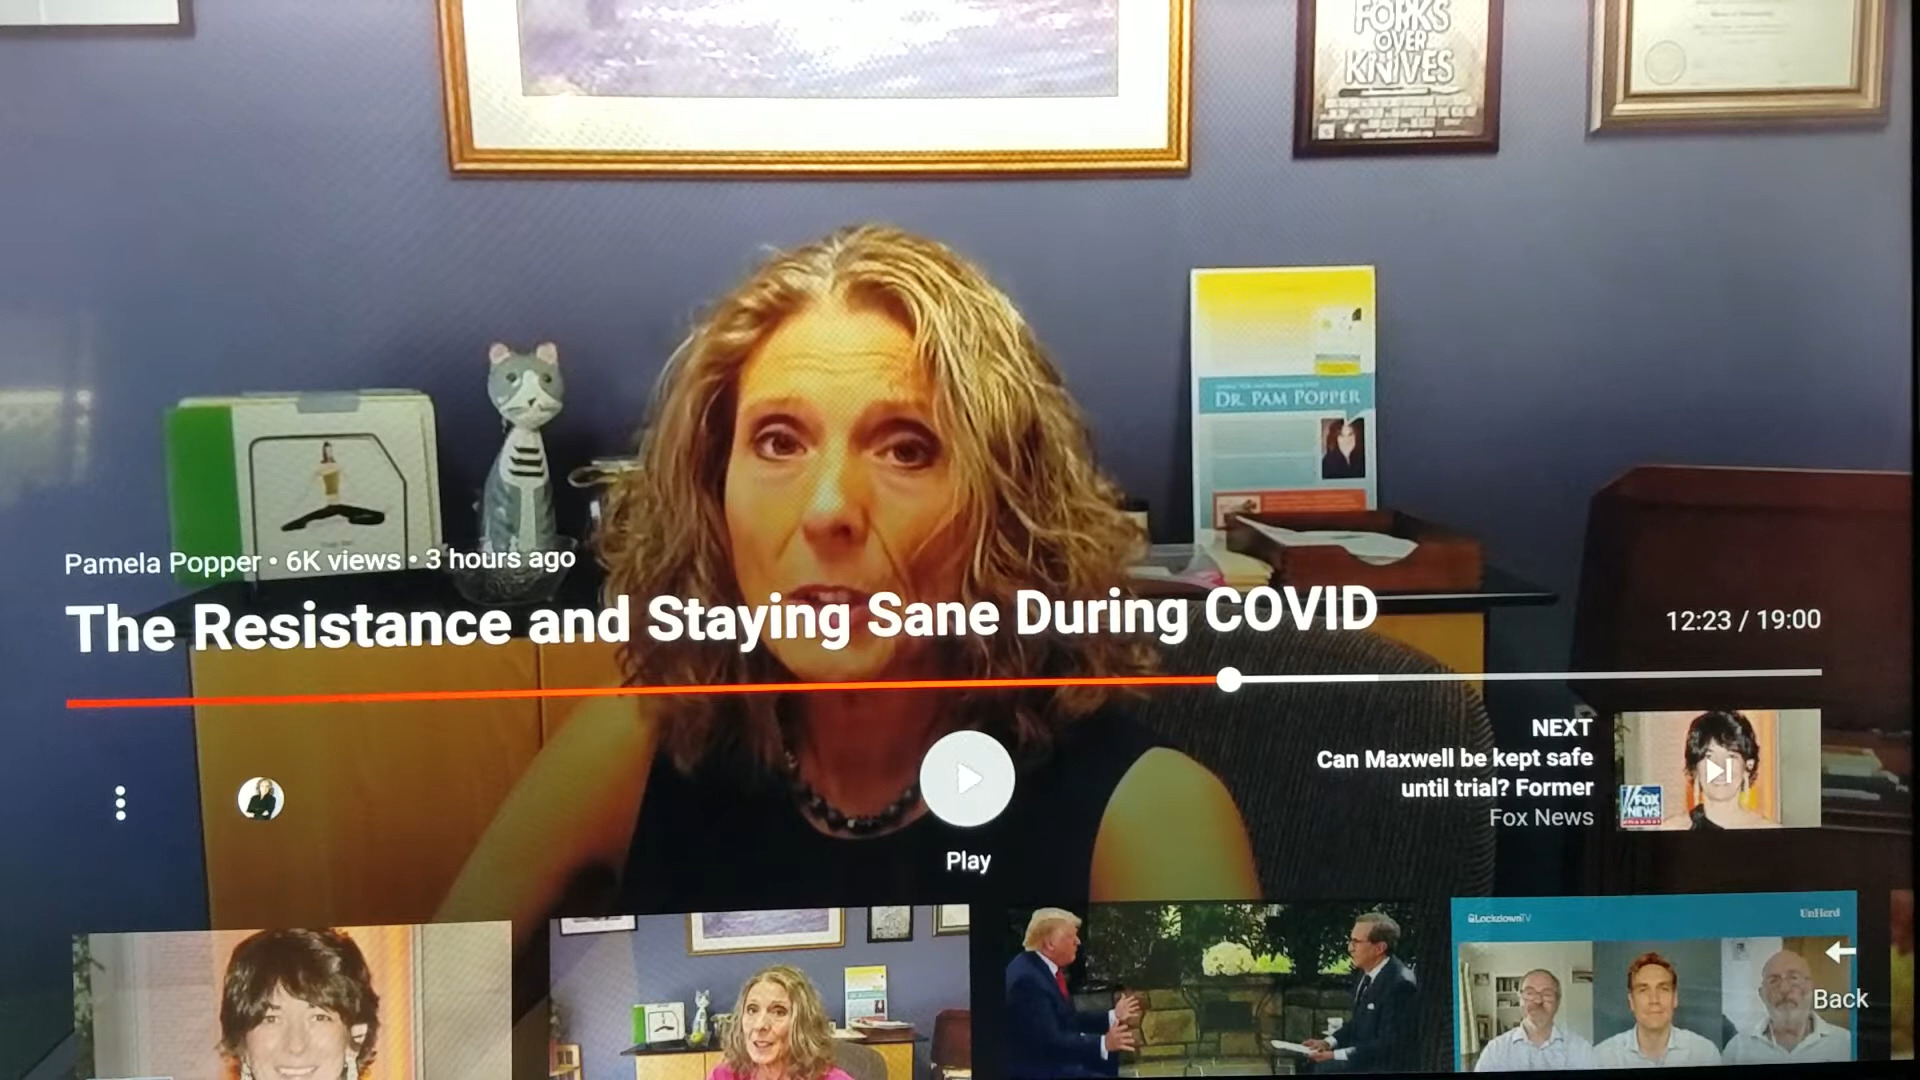 FORKS
OVER
KNIVES
DR. PAM POPPER
Pamela Popper • 6K views • 3 hours ago
The Resistance and Staying Sane During COVID
12:23 / 19:00
NEXT
Can Maxwell be kept safe
until trial? Former
Fox News
FOX
NEWS
Play
LockdownTV
UnHerd
Back